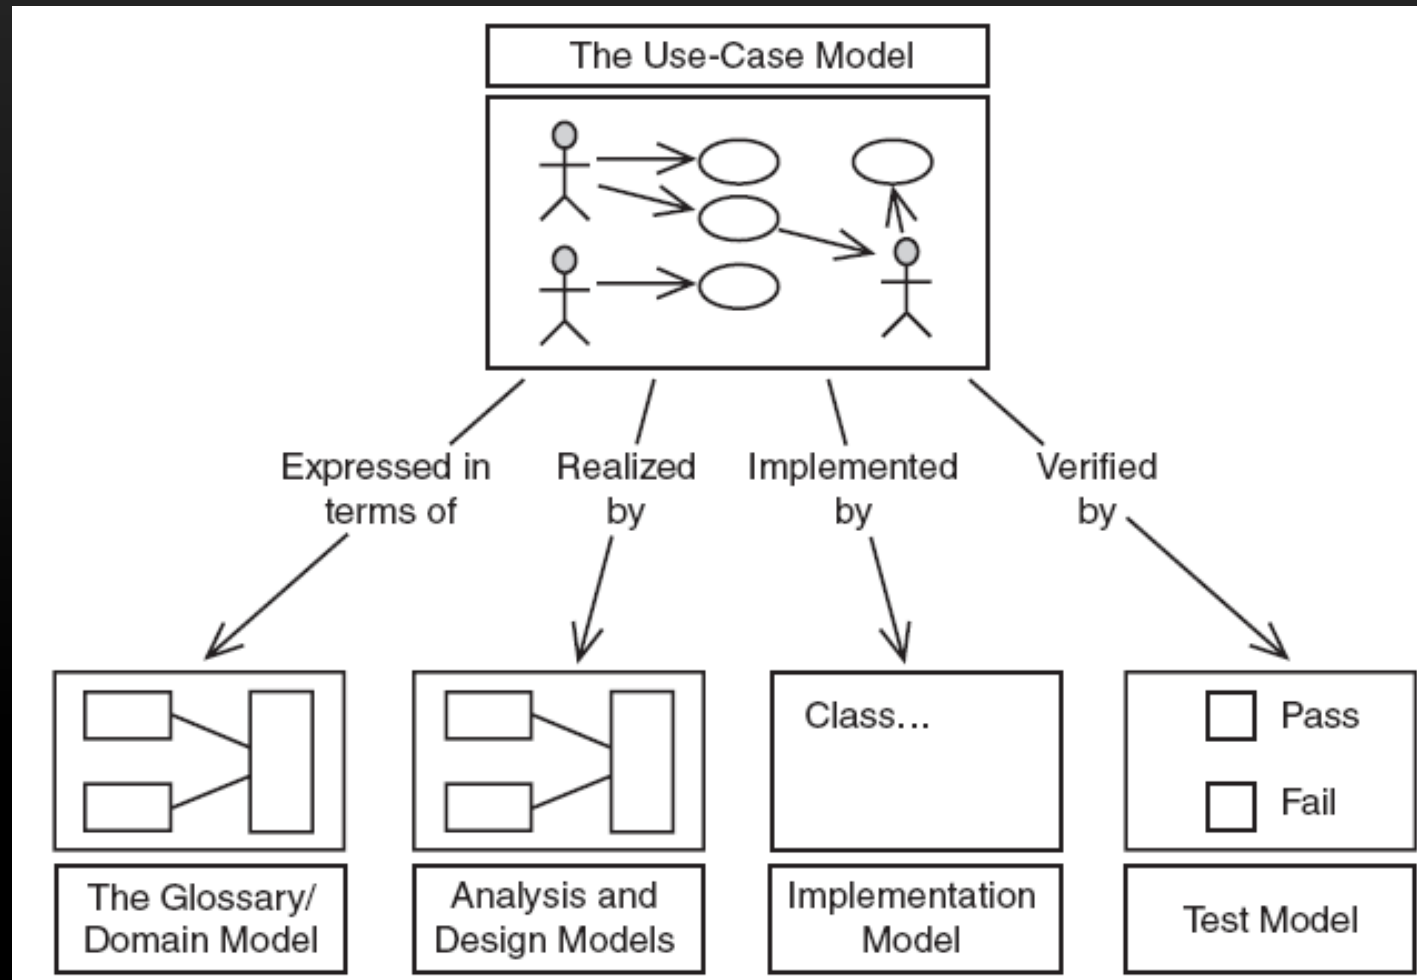 The Use-Case Model
Expressed in
terms of
Realized
by
Implemented
by
Verified
by
Class...
Pass
Fail
The Glossary/
Domain Model
Analysis and
Design Models
Implementation
Model
Test Model